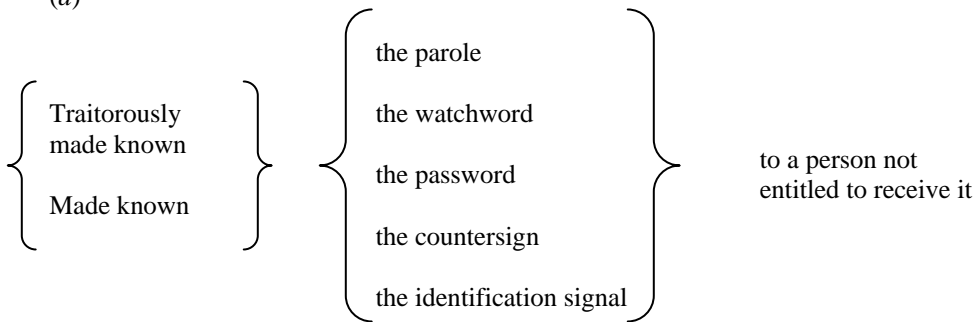 (a)
Traitorously
made known
Made known
the parole
the watchword
the password
the countersign
the identification signal
to a person not
entitled to receive it